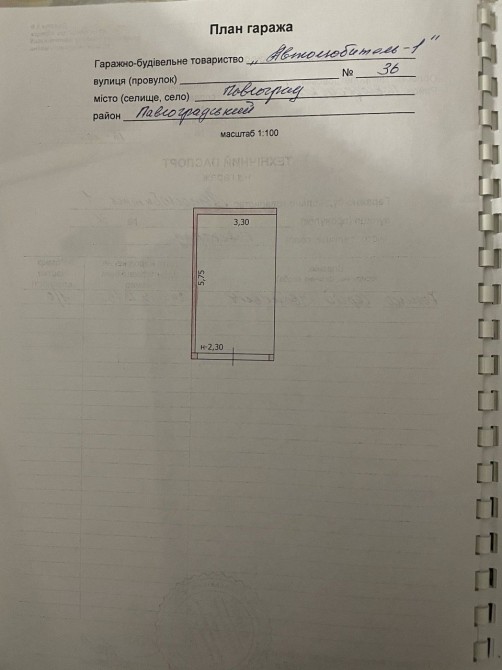 План гаража
Гаражно-будівельне товариство „Автолюбитель-1"
вулиця (провулок) № 36
місто (селище, село) Павлоград
район Павлоградський
масштаб 1:100
3,30
5,75
н-2,30